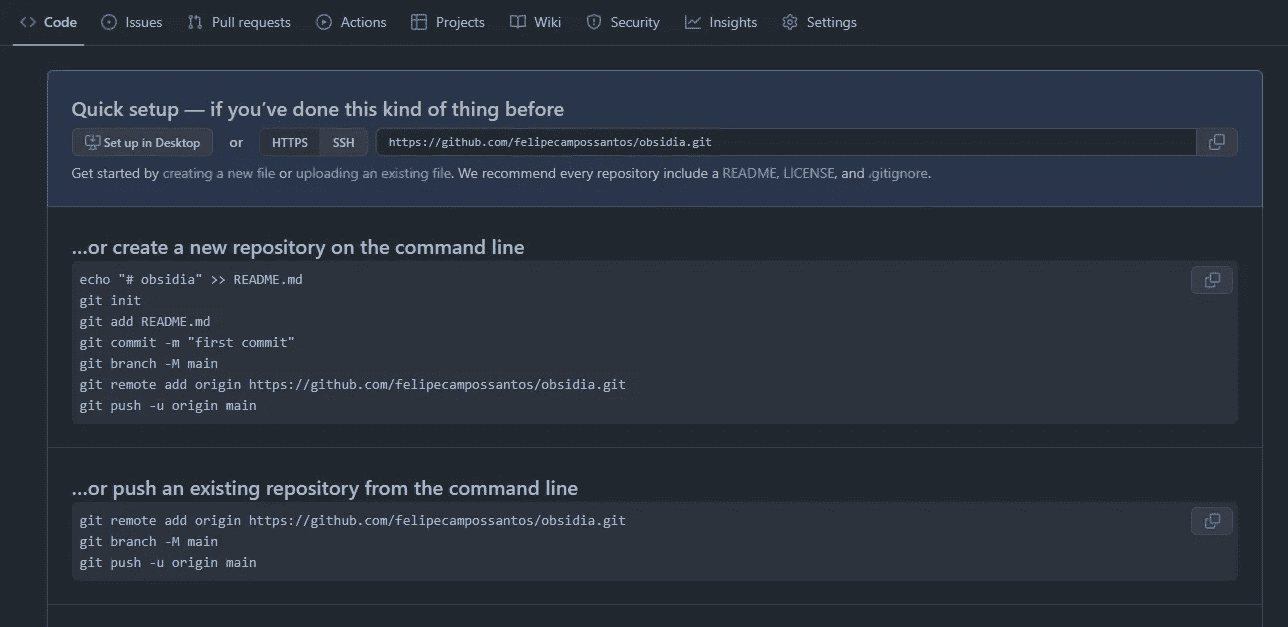 Code Issues Pull requests Actions Projects Wiki Security Insights Settings
Quick setup — if you've done this kind of thing before
Set up in Desktop or HTTPS SSH https://github.com/felipecampossantos/obsidia.git
Get started by creating a new file or uploading an existing file. We recommend every repository include a README, LICENSE, and .gitignore.
...or create a new repository on the command line
echo "# obsidia" >> README.md
git init
git add README.md
git commit -m "first commit"
git branch -M main
git remote add origin https://github.com/felipecampossantos/obsidia.git
git push -u origin main
...or push an existing repository from the command line
git remote add origin https://github.com/felipecampossantos/obsidia.git
git branch -M main
git push -u origin main